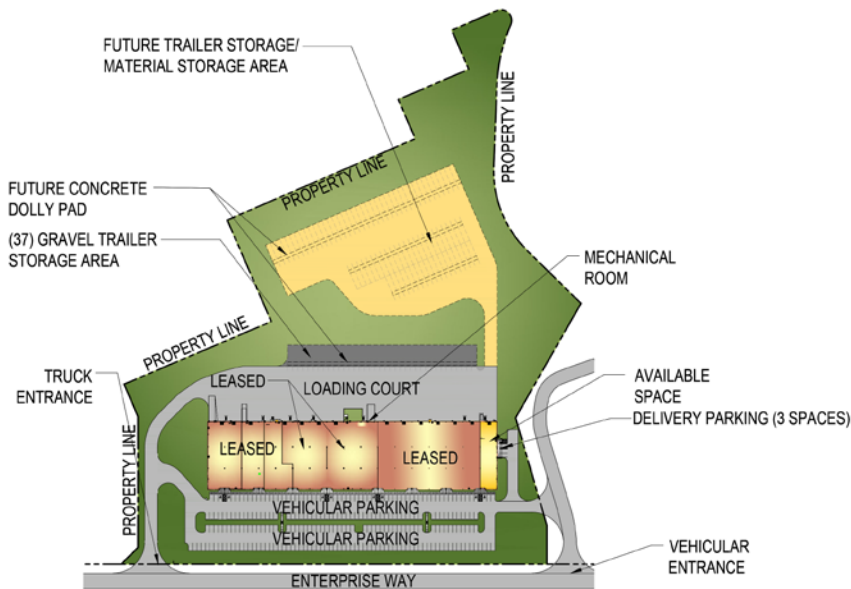 FUTURE TRAILER STORAGE/
MATERIAL STORAGE AREA
PROPERTY LINE
PROPERTY LINE
FUTURE CONCRETE
DOLLY PAD
(37) GRAVEL TRAILER
STORAGE AREA
MECHANICAL
ROOM
PROPERTY LINE
TRUCK
ENTRANCE
LEASED
LOADING COURT
AVAILABLE
SPACE
DELIVERY PARKING (3 SPACES)
LEASED
LEASED
PROPERTY LINE
VEHICULAR PARKING
VEHICULAR PARKING
VEHICULAR
ENTRANCE
ENTERPRISE WAY